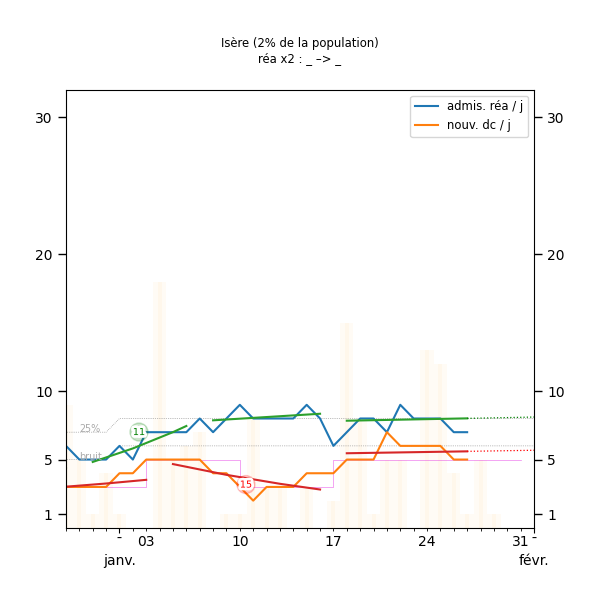 Isère (2% de la population)
réa x2 : _ –> _
admis. réa / j
nouv. dc / j
30
30
20
20
10
10
25%
11
bruit
5
5
15
1
1
- 03 10 17 24 31 -
janv. févr.